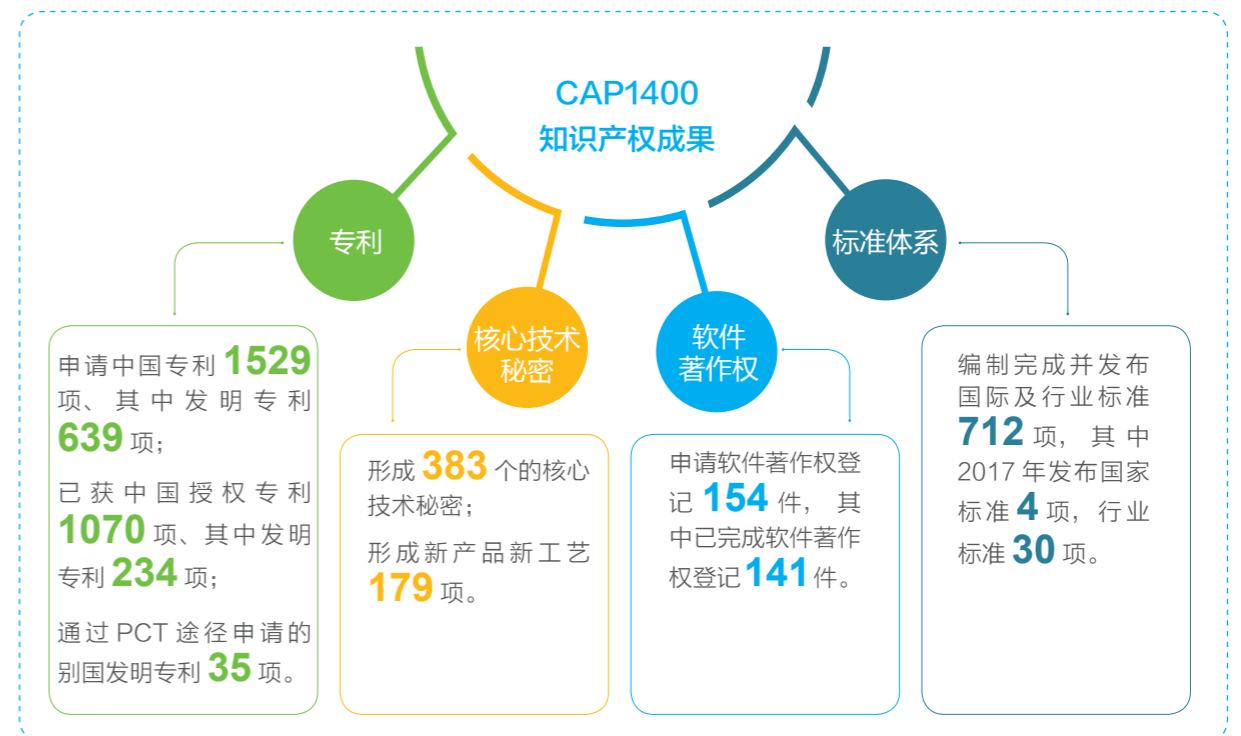 CAP1400
知识产权成果
专利
标准体系
核心技术
秘密
软件
著作权
申请中国专利 1529
项、其中发明专利
639 项；
已获中国授权专利
1070 项、其中发明
专利 234 项；
通过 PCT 途径申请的
别国发明专利 35 项。
形成 383 个的核心
技术秘密；
形成新产品新工艺
179 项。
申请软件著作权登
记 154 件，其
中已完成软件著作
权登记 141 件。
编制完成并发布
国际及行业标准
712 项，其中
2017 年发布国家
标准 4 项，行业
标准 30 项。